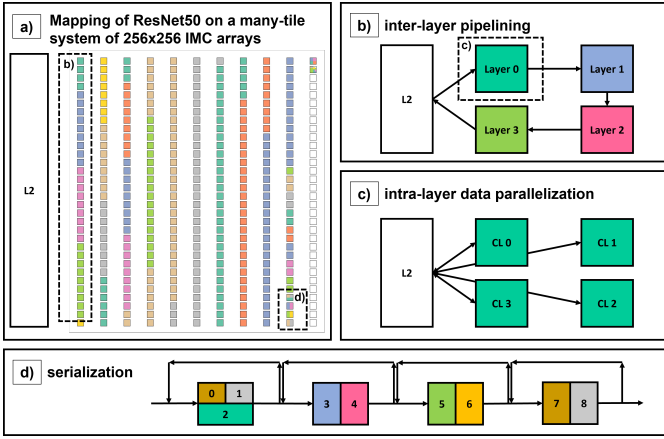 a) Mapping of ResNet50 on a many-tile
system of 256x256 IMC arrays
b)
L2
d)
b) inter-layer pipelining
c)
L2
Layer 0
Layer 1
Layer 3
Layer 2
c) intra-layer data parallelization
L2
CL 0
CL 1
CL 3
CL 2
d) serialization
0 1
2
3 4
5 6
7 8